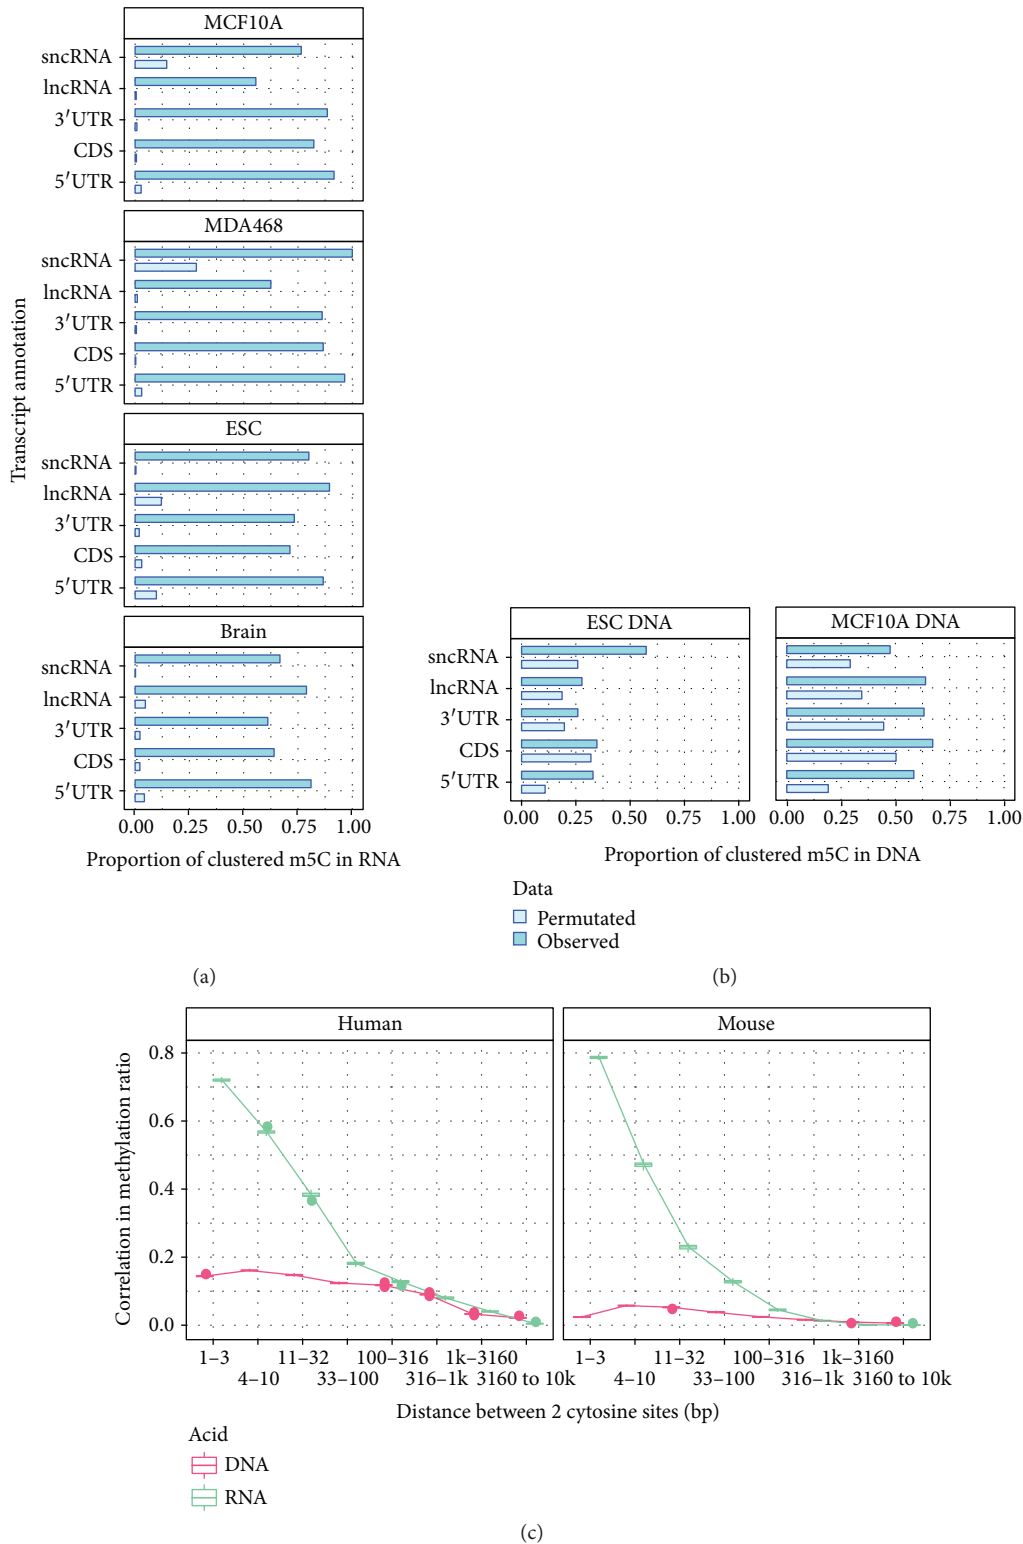 MCF10A
sncRNA
lncRNA
3′UTR
CDS
5′UTR
MDA468
sncRNA
lncRNA
3′UTR
CDS
5′UTR
ESC
sncRNA
lncRNA
3′UTR
CDS
5′UTR
Brain
sncRNA
lncRNA
3′UTR
CDS
5′UTR
0.00 0.25 0.50 0.75 1.00
Proportion of clustered m5C in RNA
Transcript annotation
(a)
ESC DNA
MCF10A DNA
sncRNA
lncRNA
3′UTR
CDS
5′UTR
0.00 0.25 0.50 0.75 1.00
0.00 0.25 0.50 0.75 1.00
Proportion of clustered m5C in DNA
Data
Permutated
Observed
(b)
Human
Mouse
Correlation in methylation ratio
0.8
0.6
0.4
0.2
0.0
1–3 11–32 100–316 1k–3160
4–10 33–100 316–1k 3160 to 10k
1–3 11–32 100–316 1k–3160
4–10 33–100 316–1k 3160 to 10k
Distance between 2 cytosine sites (bp)
Acid
DNA
RNA
(c)